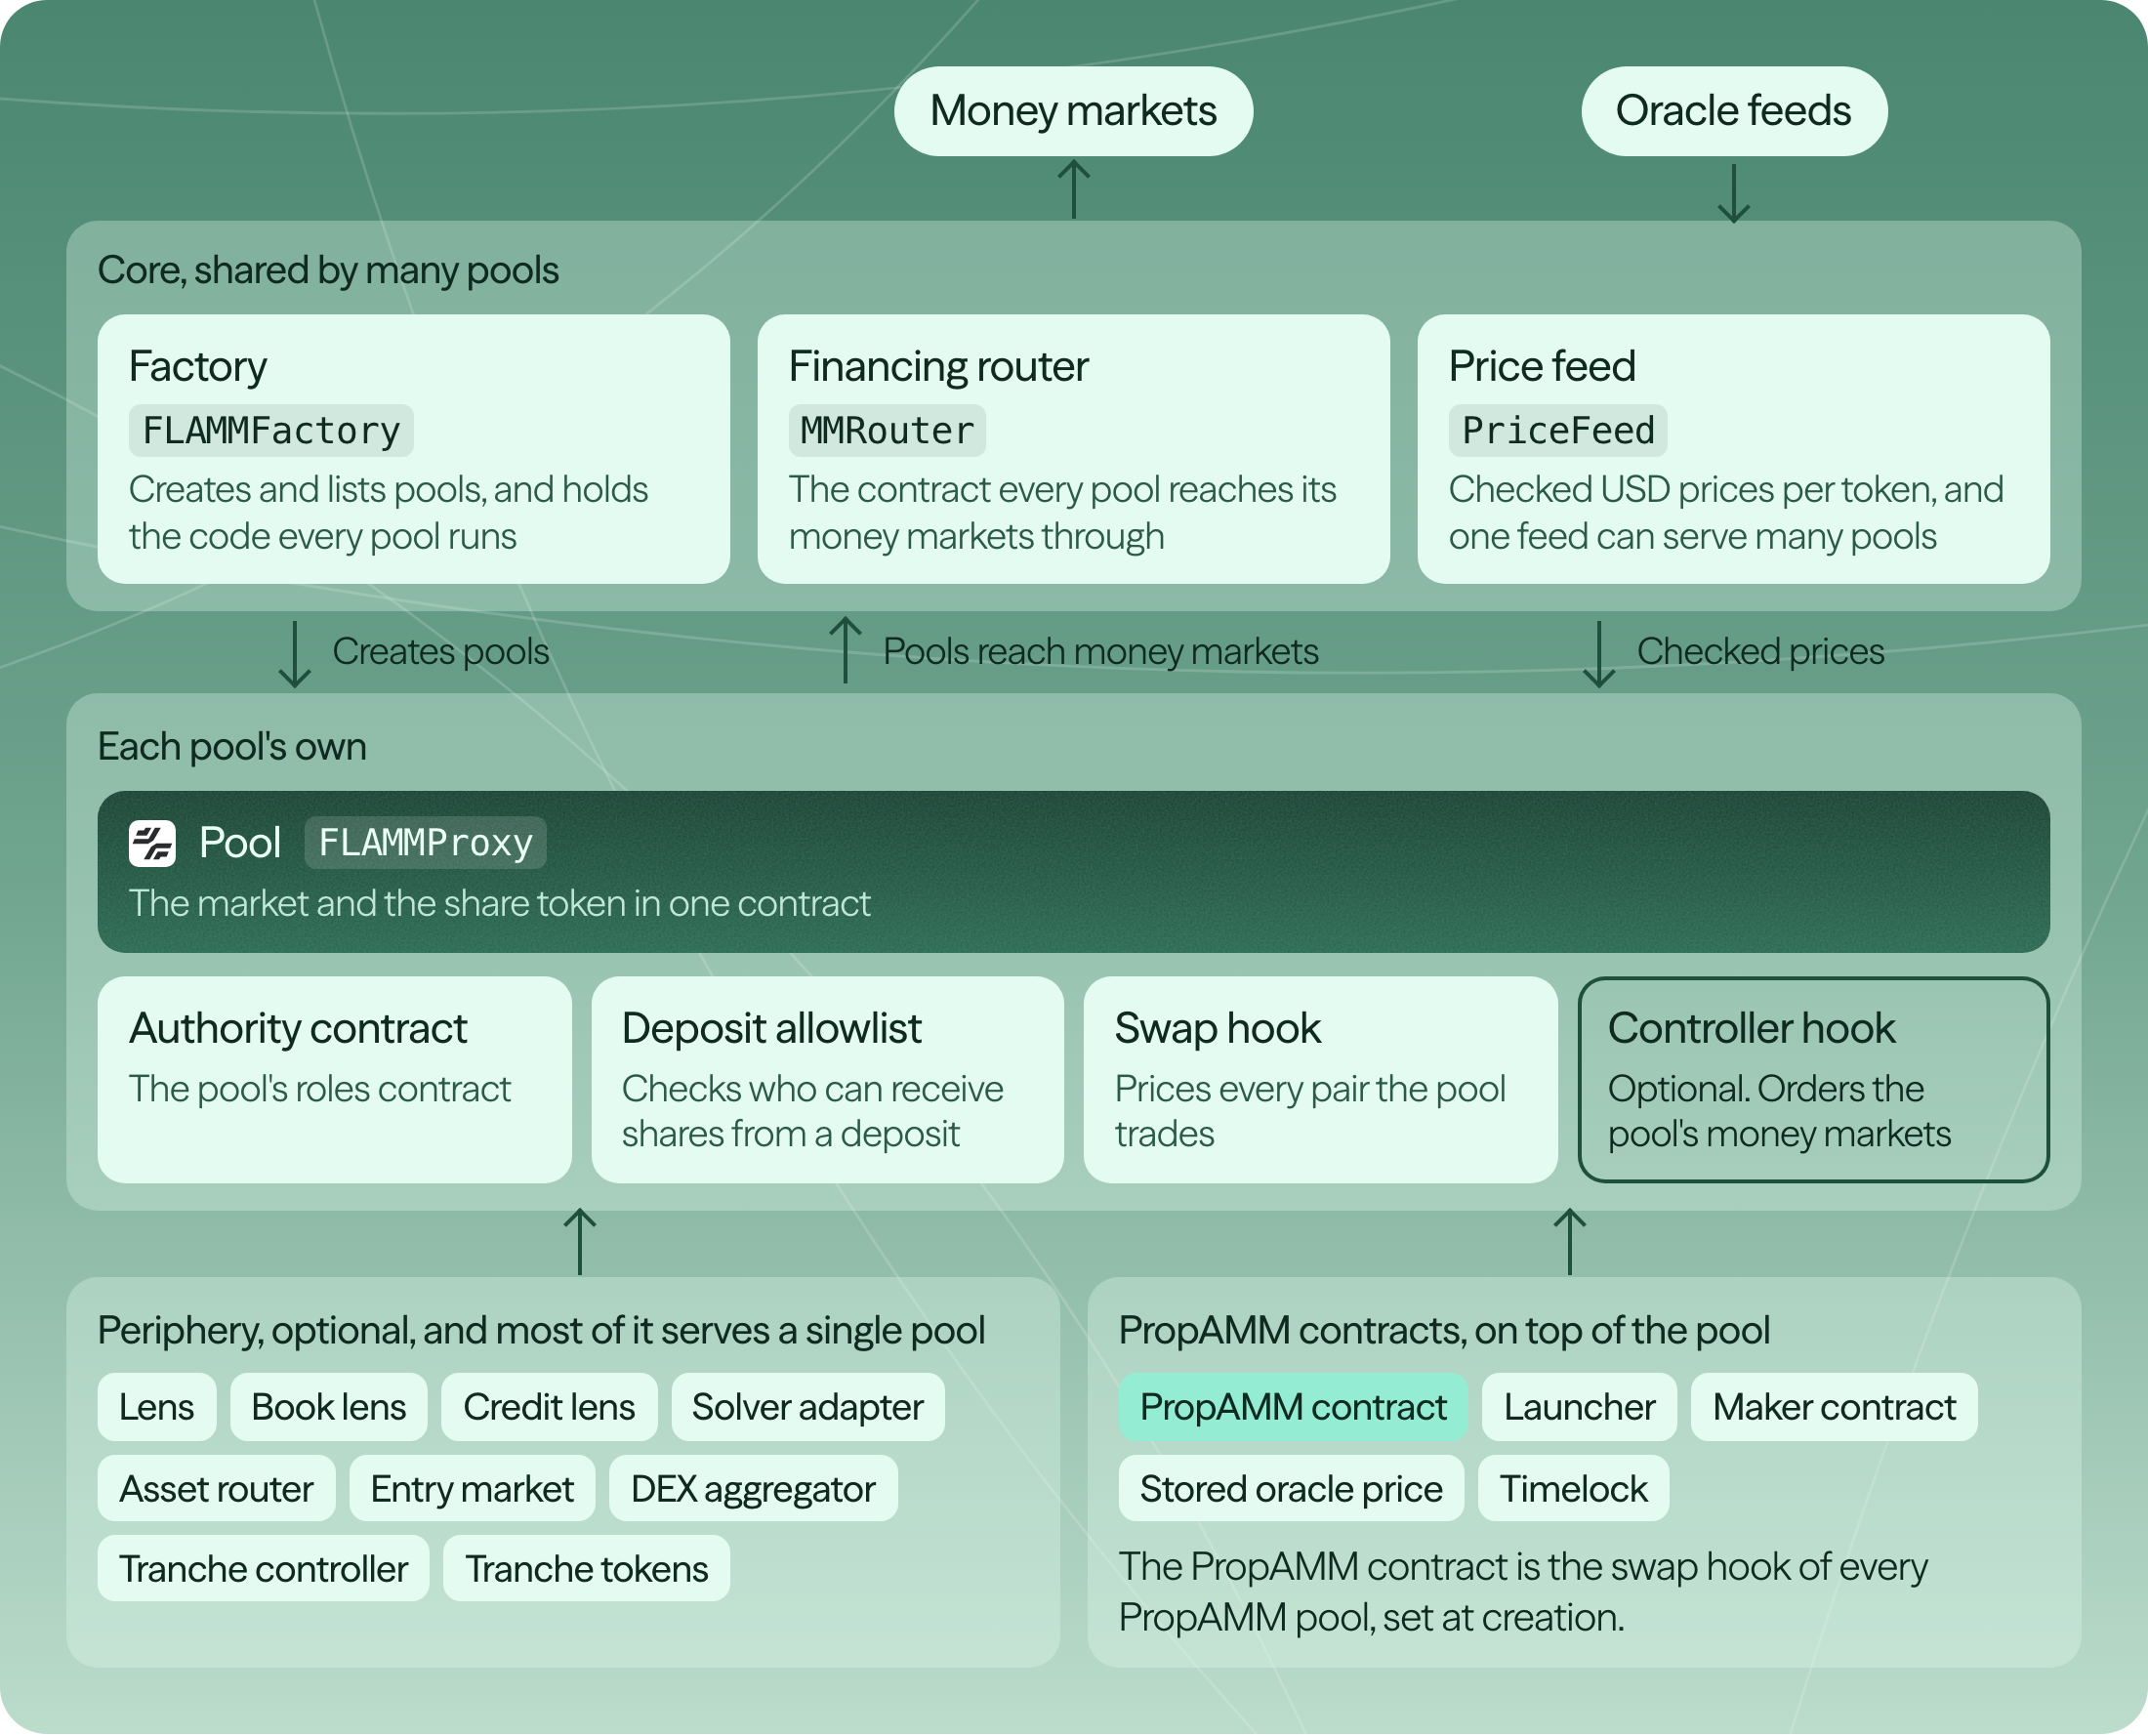 Money markets
Oracle feeds
Core, shared by many pools
Factory
FLAMMFactory
Creates and lists pools, and holds
the code every pool runs
Financing router
MMRouter
The contract every pool reaches its
money markets through
Price feed
PriceFeed
Checked USD prices per token, and
one feed can serve many pools
Creates pools
Pools reach money markets
Checked prices
Each pool's own
Pool FLAMMProxy
The market and the share token in one contract
Authority contract
The pool's roles contract
Deposit allowlist
Checks who can receive
shares from a deposit
Swap hook
Prices every pair the pool
trades
Controller hook
Optional. Orders the
pool's money markets
Periphery, optional, and most of it serves a single pool
Lens Book lens Credit lens Solver adapter
Asset router Entry market DEX aggregator
Tranche controller Tranche tokens
PropAMM contracts, on top of the pool
PropAMM contract Launcher Maker contract
Stored oracle price Timelock
The PropAMM contract is the swap hook of every
PropAMM pool, set at creation.